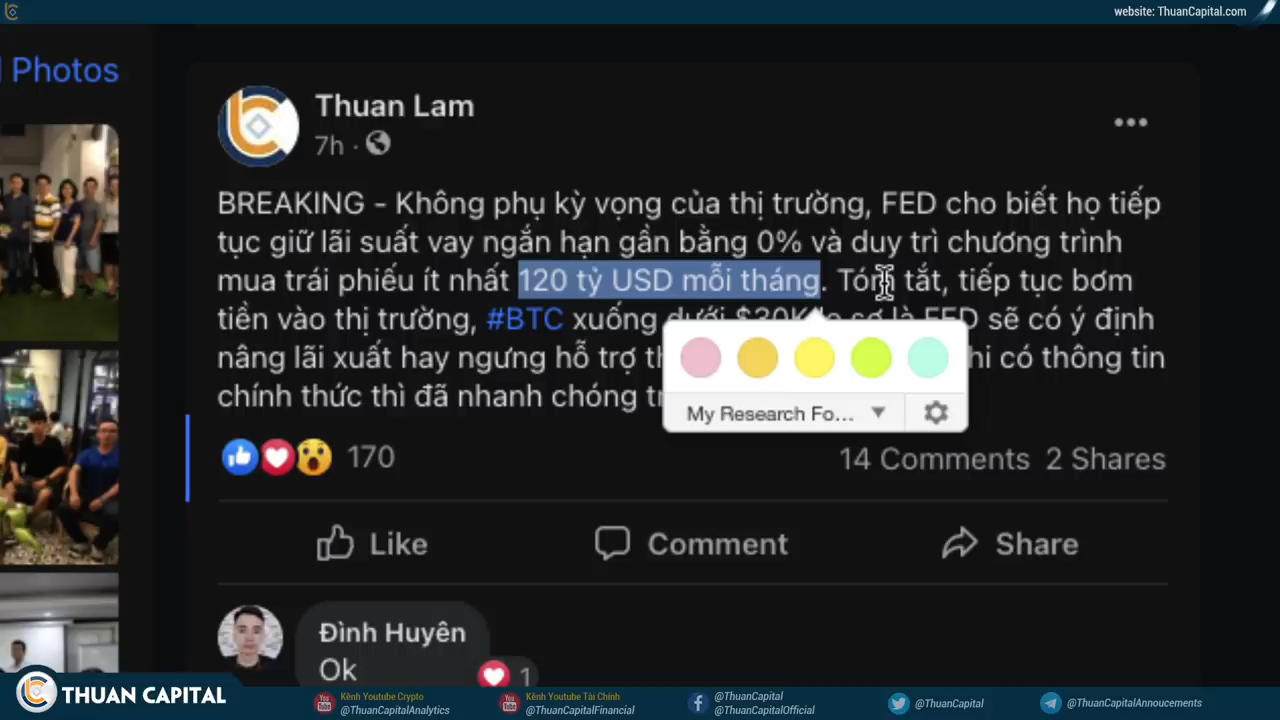 website: ThuanCapital.com
Photos
Thuan Lam
7h ·
BREAKING - Không phụ kỳ vọng của thị trường, FED cho biết họ tiếp
tục giữ lãi suất vay ngắn hạn gần bằng 0% và duy trì chương trình
mua trái phiếu ít nhất 120 tỷ USD mỗi tháng. Tóm tắt, tiếp tục bơm
tiền vào thị trường, #BTC xuống dưới $30K sợ là FED sẽ có ý định
nâng lãi xuất hay ngưng hỗ trợ có thông tin
chính thức thì đã nhanh chóng
My Research Fo...
170
14 Comments 2 Shares
Like
Comment
Share
Đình Huyên
Ok
1
THUAN CAPITAL
Kênh Youtube Crypto
@ThuanCapitalAnalytics
Kênh Youtube Tài Chính
@ThuanCapitalFinancial
@ThuanCapital
@ThuanCapitalOfficial
@ThuanCapital
@ThuanCapitalAnnoucements